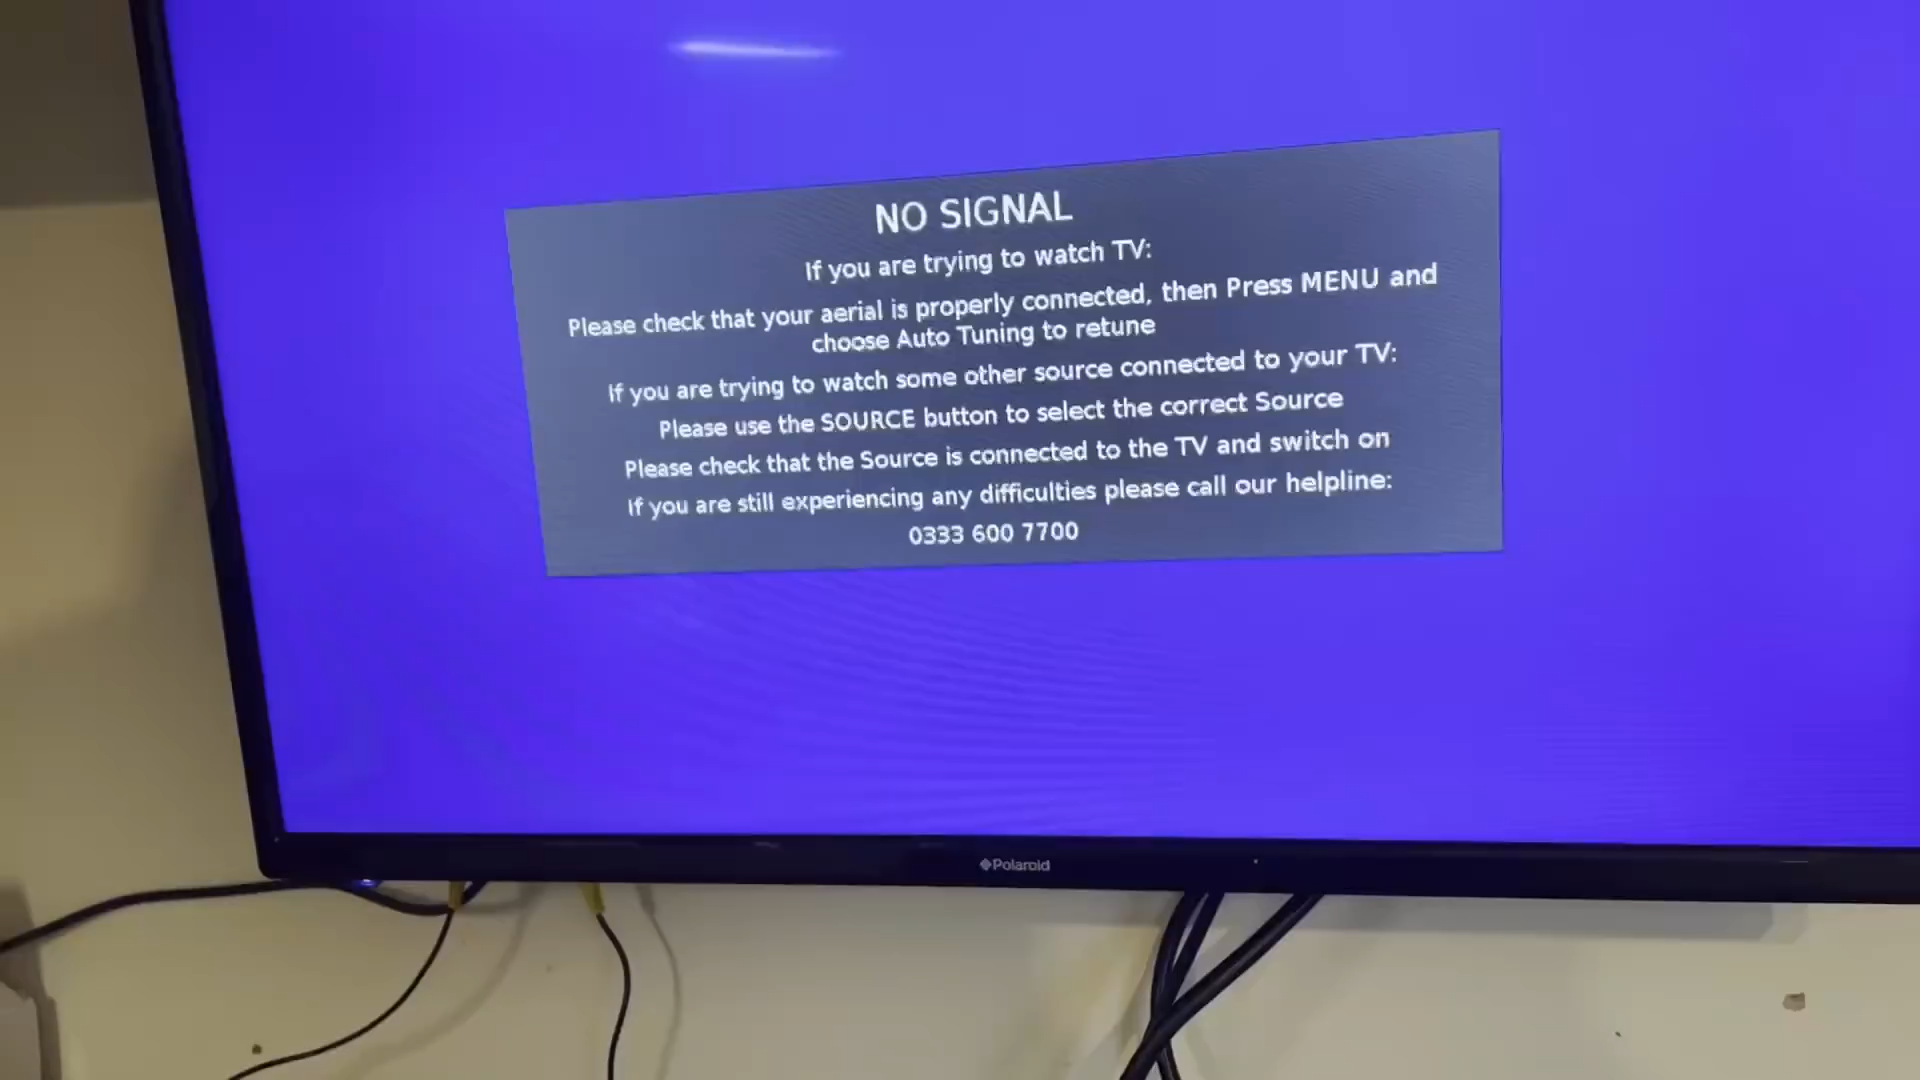 NO SIGNAL
If you are trying to watch TV:
Please check that your aerial is properly connected, then Press MENU and
choose Auto Tuning to retune
If you are trying to watch some other source connected to your TV:
Please use the SOURCE button to select the correct Source
Please check that the Source is connected to the TV and switch on
If you are still experiencing any difficulties please call our helpline:
0333 600 7700
Polaroid